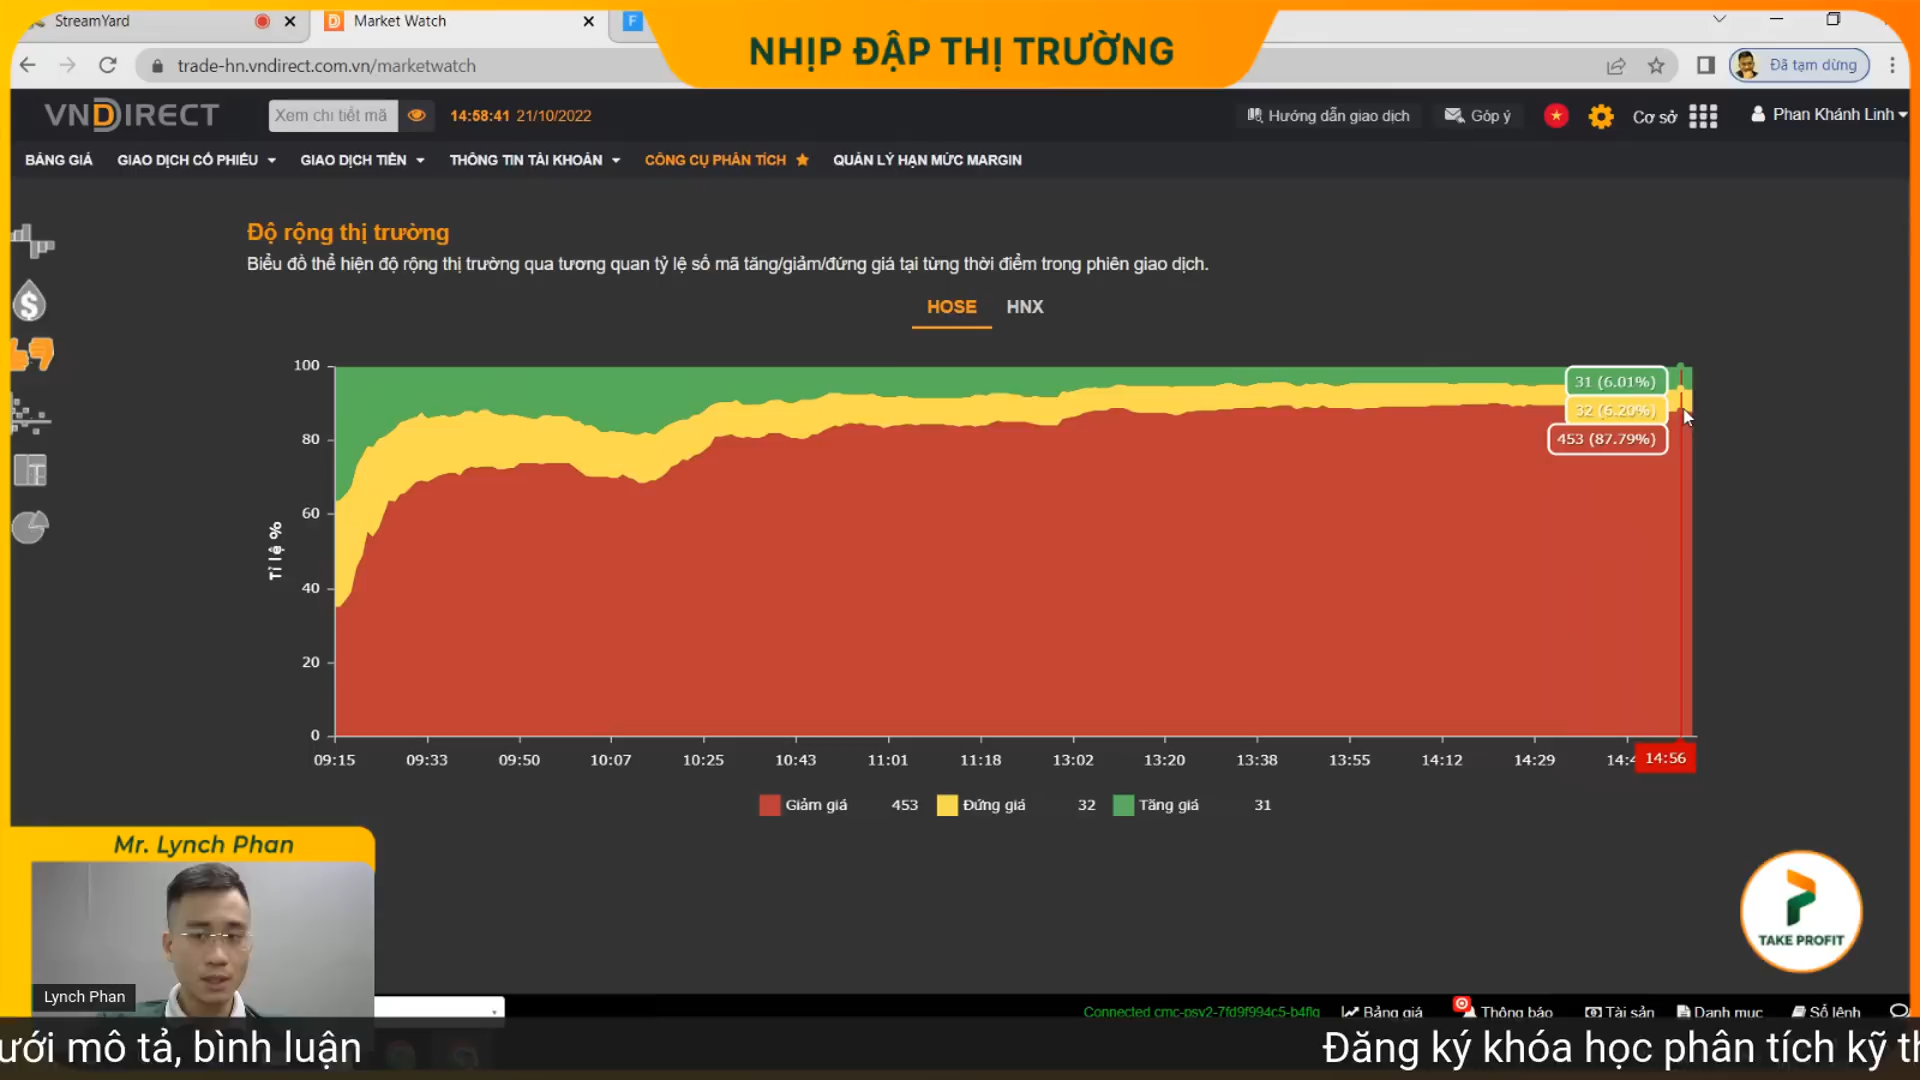 StreamYard
Market Watch
NHỊP ĐẬP THỊ TRƯỜNG
trade-hn.vndirect.com.vn/marketwatch
Đã tạm dừng
VNDIRECT
Xem chi tiết mã
14:58:41 21/10/2022
Hướng dẫn giao dịch
Góp ý
Cơ sở
Phan Khánh Linh
BẢNG GIÁ
GIAO DỊCH CỔ PHIẾU
GIAO DỊCH TIỀN
THÔNG TIN TÀI KHOẢN
CÔNG CỤ PHÂN TÍCH
QUẢN LÝ HẠN MỨC MARGIN
Độ rộng thị trường
Biểu đồ thể hiện độ rộng thị trường qua tương quan tỷ lệ số mã tăng/giảm/đứng giá tại từng thời điểm trong phiên giao dịch.
HOSE HNX
100
80
60
40
20
0
Tỉ lệ %
31 (6.01%)
32 (6.20%)
453 (87.79%)
09:15 09:33 09:50 10:07 10:25 10:43 11:01 11:18 13:02 13:20 13:38 13:55 14:12 14:29 14:4 14:56
Giảm giá 453 Đứng giá 32 Tăng giá 31
Mr. Lynch Phan
Lynch Phan
TAKE PROFIT
Connected cmc-psv2-7fd9f994c5-b4flg
Bảng giá
Thông báo
Tài sản
Danh mục
Sổ lệnh
ưới mô tả, bình luận
Đăng ký khóa học phân tích kỹ th